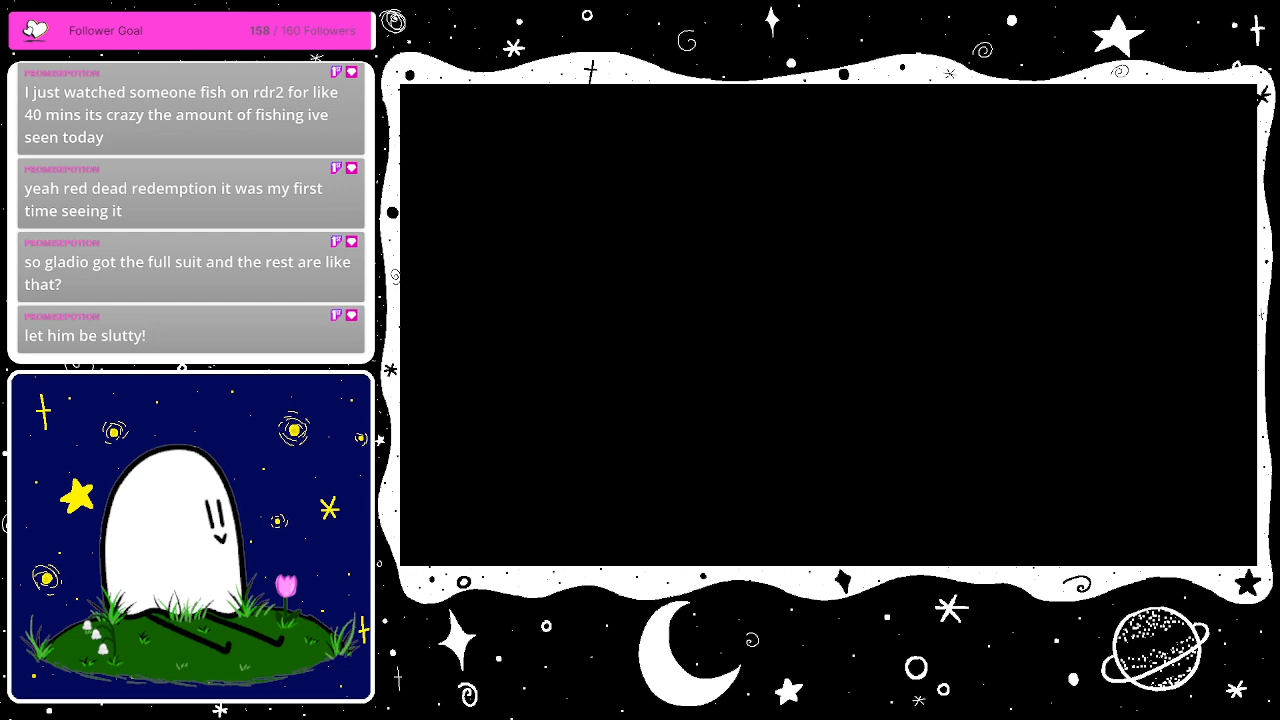 Follower Goal 158 / 160 Followers
PROMISEPOTION
I just watched someone fish on rdr2 for like
40 mins its crazy the amount of fishing ive
seen today
PROMISEPOTION
yeah red dead redemption it was my first
time seeing it
PROMISEPOTION
so gladio got the full suit and the rest are like
that?
PROMISEPOTION
let him be slutty!